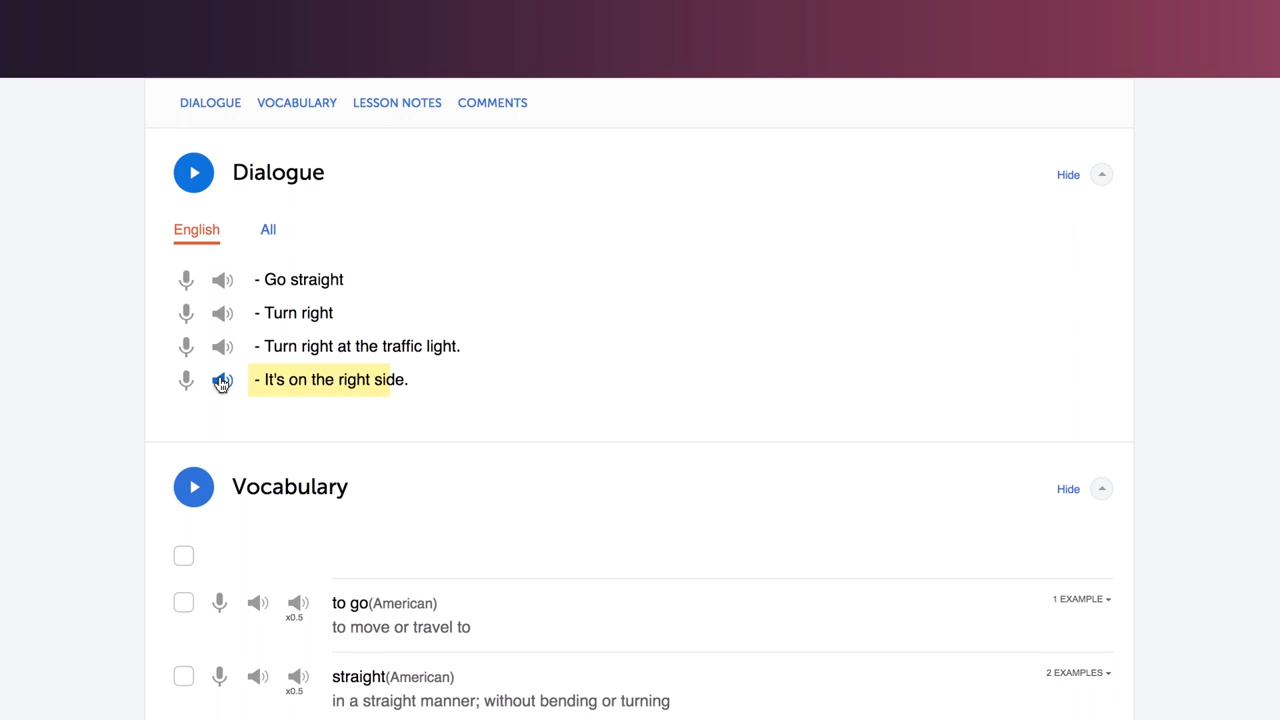 DIALOGUE VOCABULARY LESSON NOTES COMMENTS
Dialogue
Hide
English All
- Go straight
- Turn right
- Turn right at the traffic light.
- It's on the right side.
Vocabulary
Hide
to go(American)
1 EXAMPLE
x0.5
to move or travel to
straight(American)
2 EXAMPLES
x0.5
in a straight manner; without bending or turning